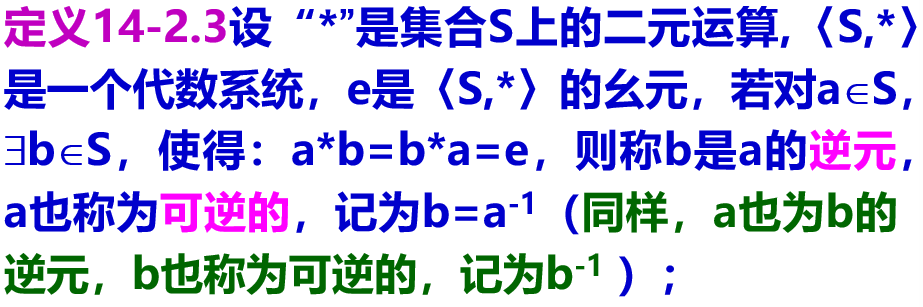 定义14-2.3设“*”是集合S上的二元运算,〈S,*〉
是一个代数系统，e是〈S,*〉的幺元，若对a∈S，
∃b∈S，使得：a*b=b*a=e，则称b是a的逆元，
a也称为可逆的，记为b=a⁻¹（同样，a也为b的
逆元，b也称为可逆的，记为b⁻¹）；